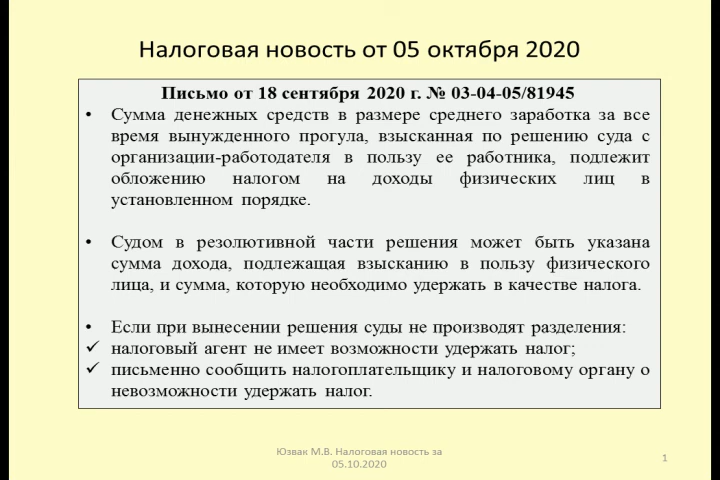 Налоговая новость от 05 октября 2020
Письмо от 18 сентября 2020 г. № 03-04-05/81945
• Сумма денежных средств в размере среднего заработка за все
время вынужденного прогула, взысканная по решению суда с
организации-работодателя в пользу ее работника, подлежит
обложению налогом на доходы физических лиц в
установленном порядке.
• Судом в резолютивной части решения может быть указана
сумма дохода, подлежащая взысканию в пользу физического
лица, и сумма, которую необходимо удержать в качестве налога.
• Если при вынесении решения суды не производят разделения:
✓ налоговый агент не имеет возможности удержать налог;
✓ письменно сообщить налогоплательщику и налоговому органу о
невозможности удержать налог.
Юзвак М.В. Налоговая новость за
05.10.2020
1